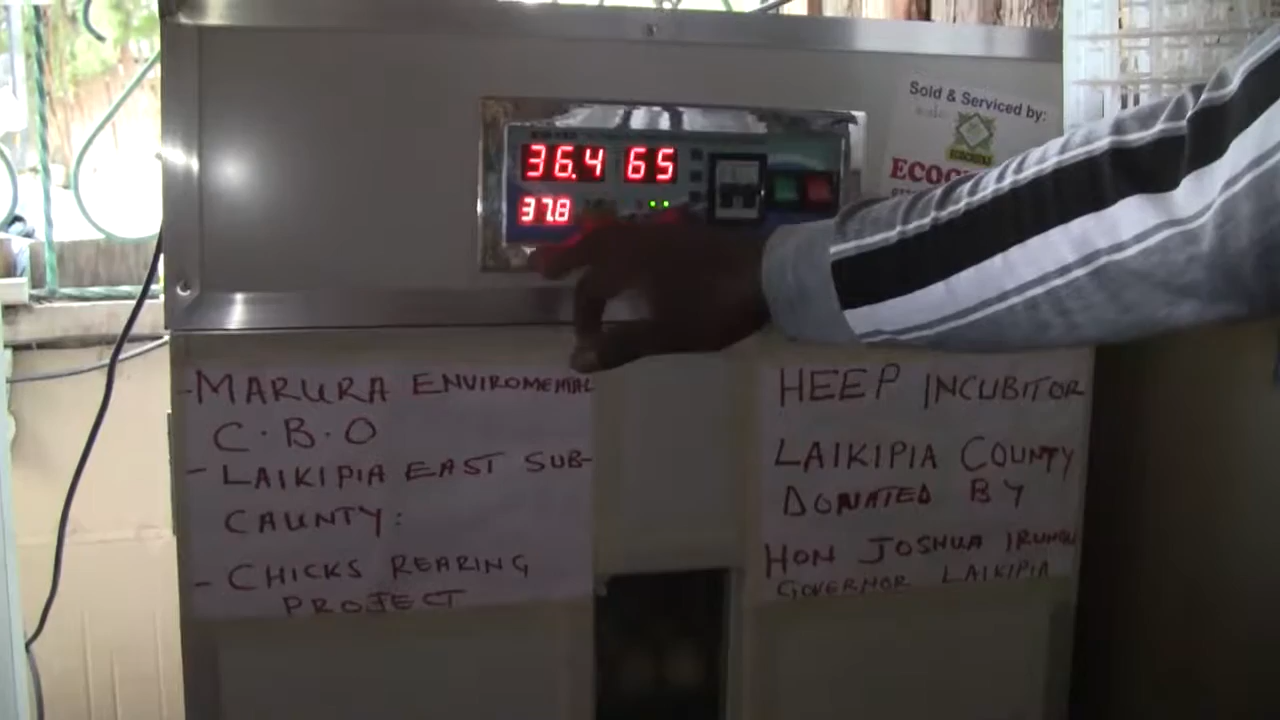 Sold & Serviced by:
ECOCHICKS
36.4 65
37.8
- MARURA ENVIROMENTAL
C.B.O
- LAIKIPIA EAST SUB-
CAUNTY:
- CHICKS REARING
PROJECT
HEEP INCUBITOR
LAIKIPIA COUNTY
DONATED BY
HON JOSHUA IRUNGU
GOVERNOR LAIKIPIA